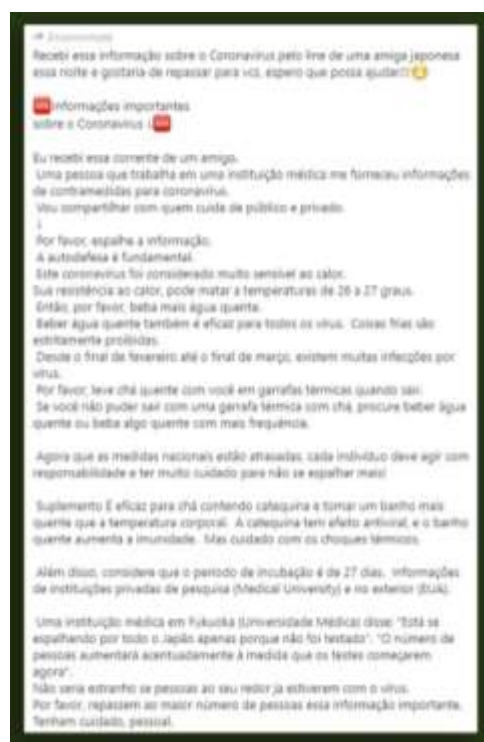 Recebi essa informação sobre o Coronavirus pelo line de uma amiga japonesa
essa noite e gostaria de repassar para vcs, espero que possa ajudar!!!
informações importantes
sobre o Coronavirus ↓
Eu recebi essa corrente de um amigo.
Uma pessoa que trabalha em uma instituição médica me forneceu informações
de contramedidas para coronavírus.
Vou compartilhar com quem cuida de público e privado.
↓
Por favor, espalhe a informação.
A autodefesa é fundamental.
Este coronavírus foi considerado muito sensível ao calor.
Sua resistência ao calor, pode matar a temperaturas de 26 a 27 graus.
Então, por favor, beba mais água quente.
Beber água quente também é eficaz para todos os vírus. Coisas frias são
estritamente proibidas.
Desde o final de fevereiro até o final de março, existem muitas infecções por
vírus.
Por favor, leve chá quente com você em garrafas térmicas quando sair.
Se você não puder sair com uma garrafa térmica com chá, procure beber água
quente ou beba algo quente com mais frequência.
Agora que as medidas nacionais estão atrasadas, cada indivíduo deve agir com
responsabilidade e ter muito cuidado para não se espalhar mais!
Suplemento É eficaz para chá contendo catequina e tomar um banho mais
quente que a temperatura corporal. A catequina tem efeito antiviral, e o banho
quente aumenta a imunidade. Mas cuidado com os choques térmicos.
Além disso, considere que o período de incubação é de 27 dias. Informações
de instituições privadas de pesquisa (Medical University) e no exterior (EUA).
Uma instituição médica em Fukuoka (Universidade Médica) disse: "Está se
espalhando por todo o Japão apenas porque não foi testado". "O número de
pessoas aumentará acentuadamente à medida que os testes começarem
agora".
Não seria estranho se pessoas ao seu redor já estiverem com o vírus.
Por favor, repassem ao maior número de pessoas essa informação importante.
Tenham cuidado, pessoal.